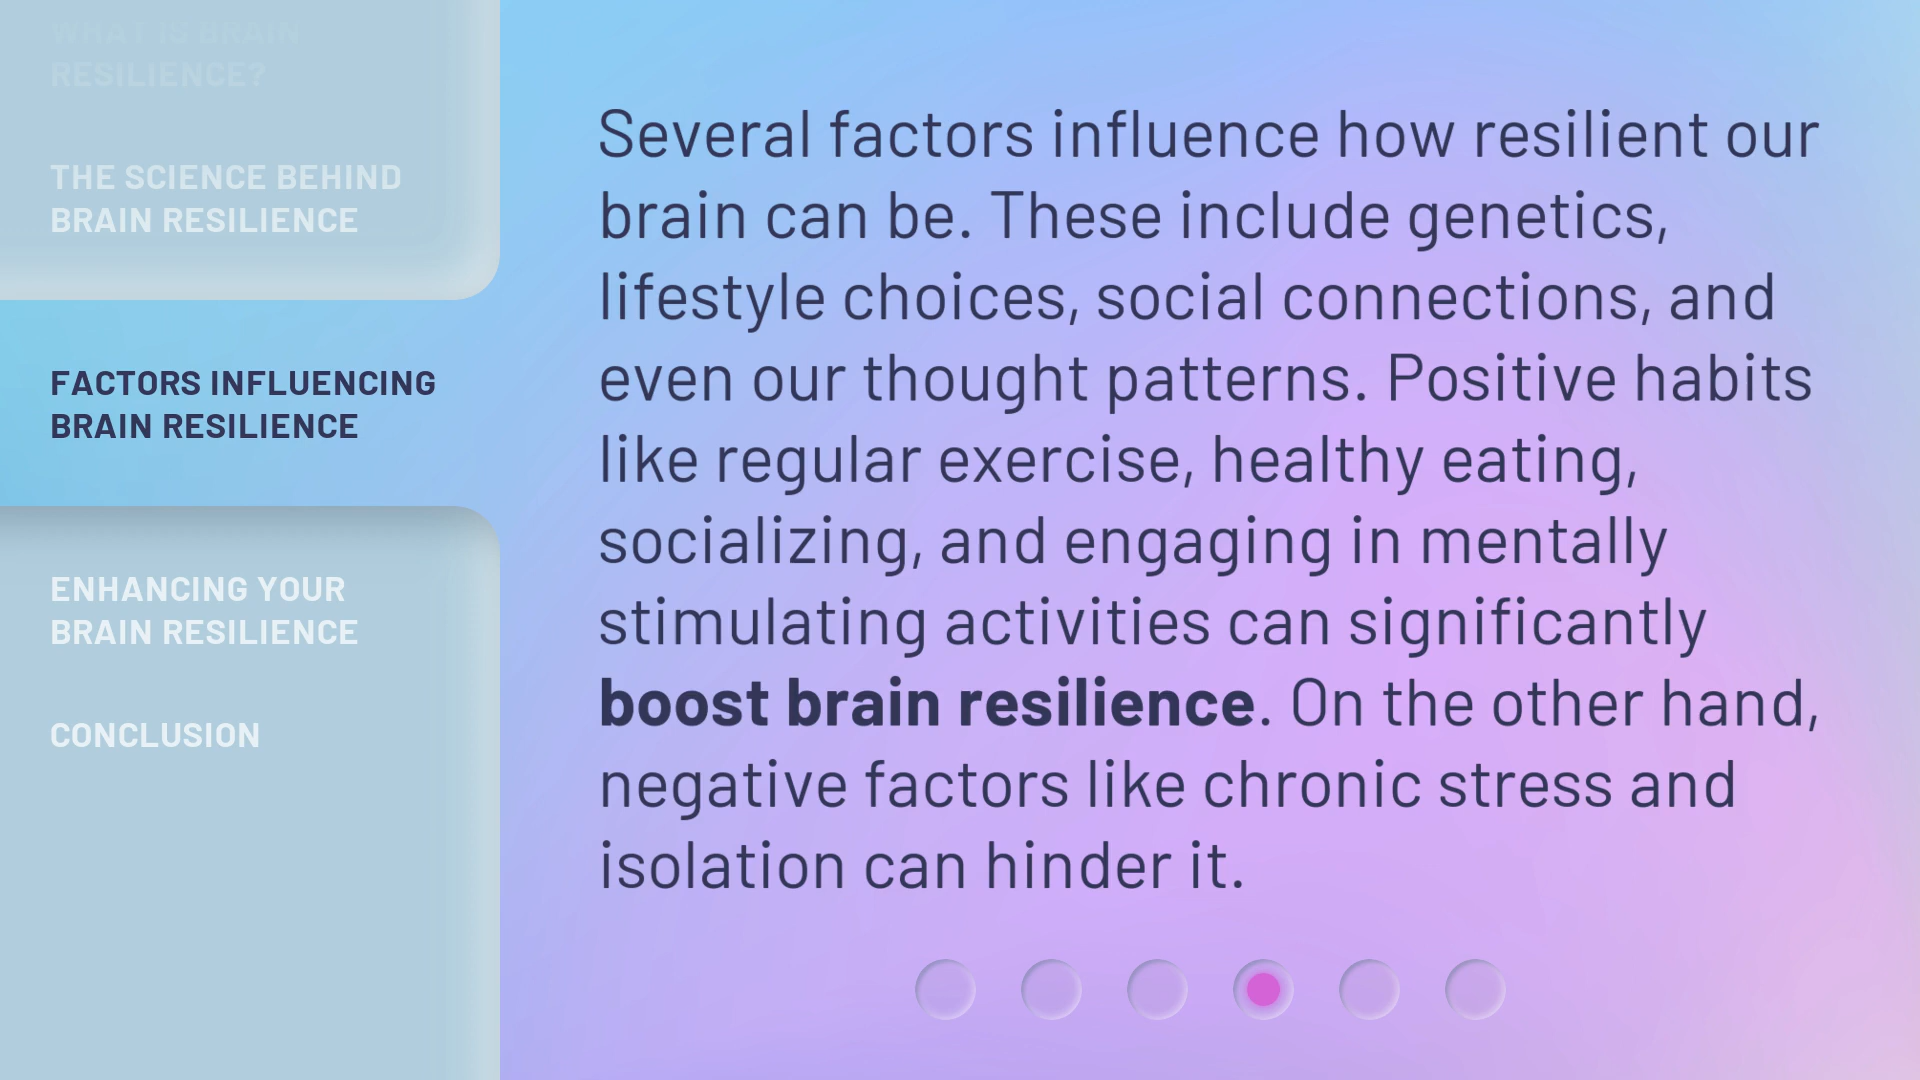 WHAT IS BRAIN
RESILIENCE?
THE SCIENCE BEHIND
BRAIN RESILIENCE
FACTORS INFLUENCING
BRAIN RESILIENCE
ENHANCING YOUR
BRAIN RESILIENCE
CONCLUSION
Several factors influence how resilient our
brain can be. These include genetics,
lifestyle choices, social connections, and
even our thought patterns. Positive habits
like regular exercise, healthy eating,
socializing, and engaging in mentally
stimulating activities can significantly
boost brain resilience. On the other hand,
negative factors like chronic stress and
isolation can hinder it.